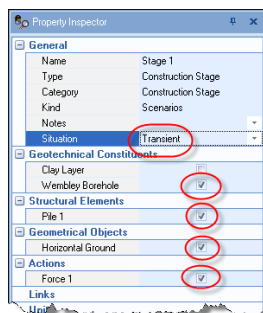 Property Inspector
General
Name Stage 1
Type Construction Stage
Category Construction Stage
Kind Scenarios
Notes
Situation Transient
Geotechnical Constituents
Clay Layer
Wembley Borehole
Structural Elements
Pile 1
Geometrical Objects
Horizontal Ground
Actions
Force 1
Links